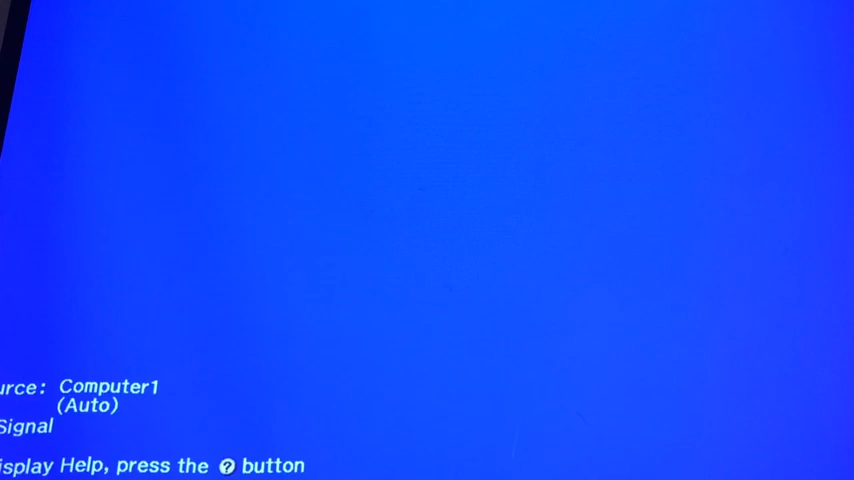 urce: Computer1
(Auto)
Signal
isplay Help, press the ? button